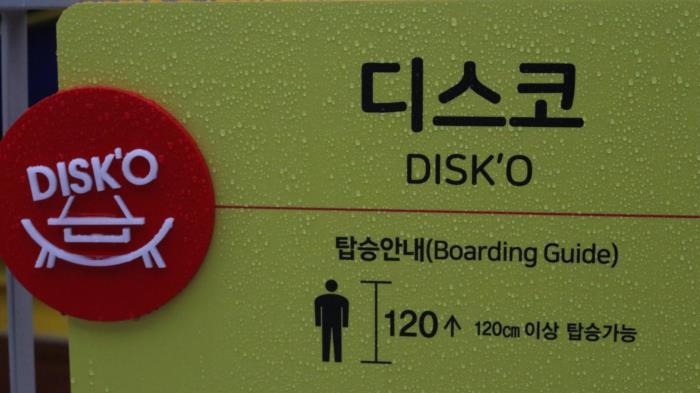 디스코
DISK'O
DISK'O
탑승안내(Boarding Guide)
120↑ 120cm 이상 탑승가능